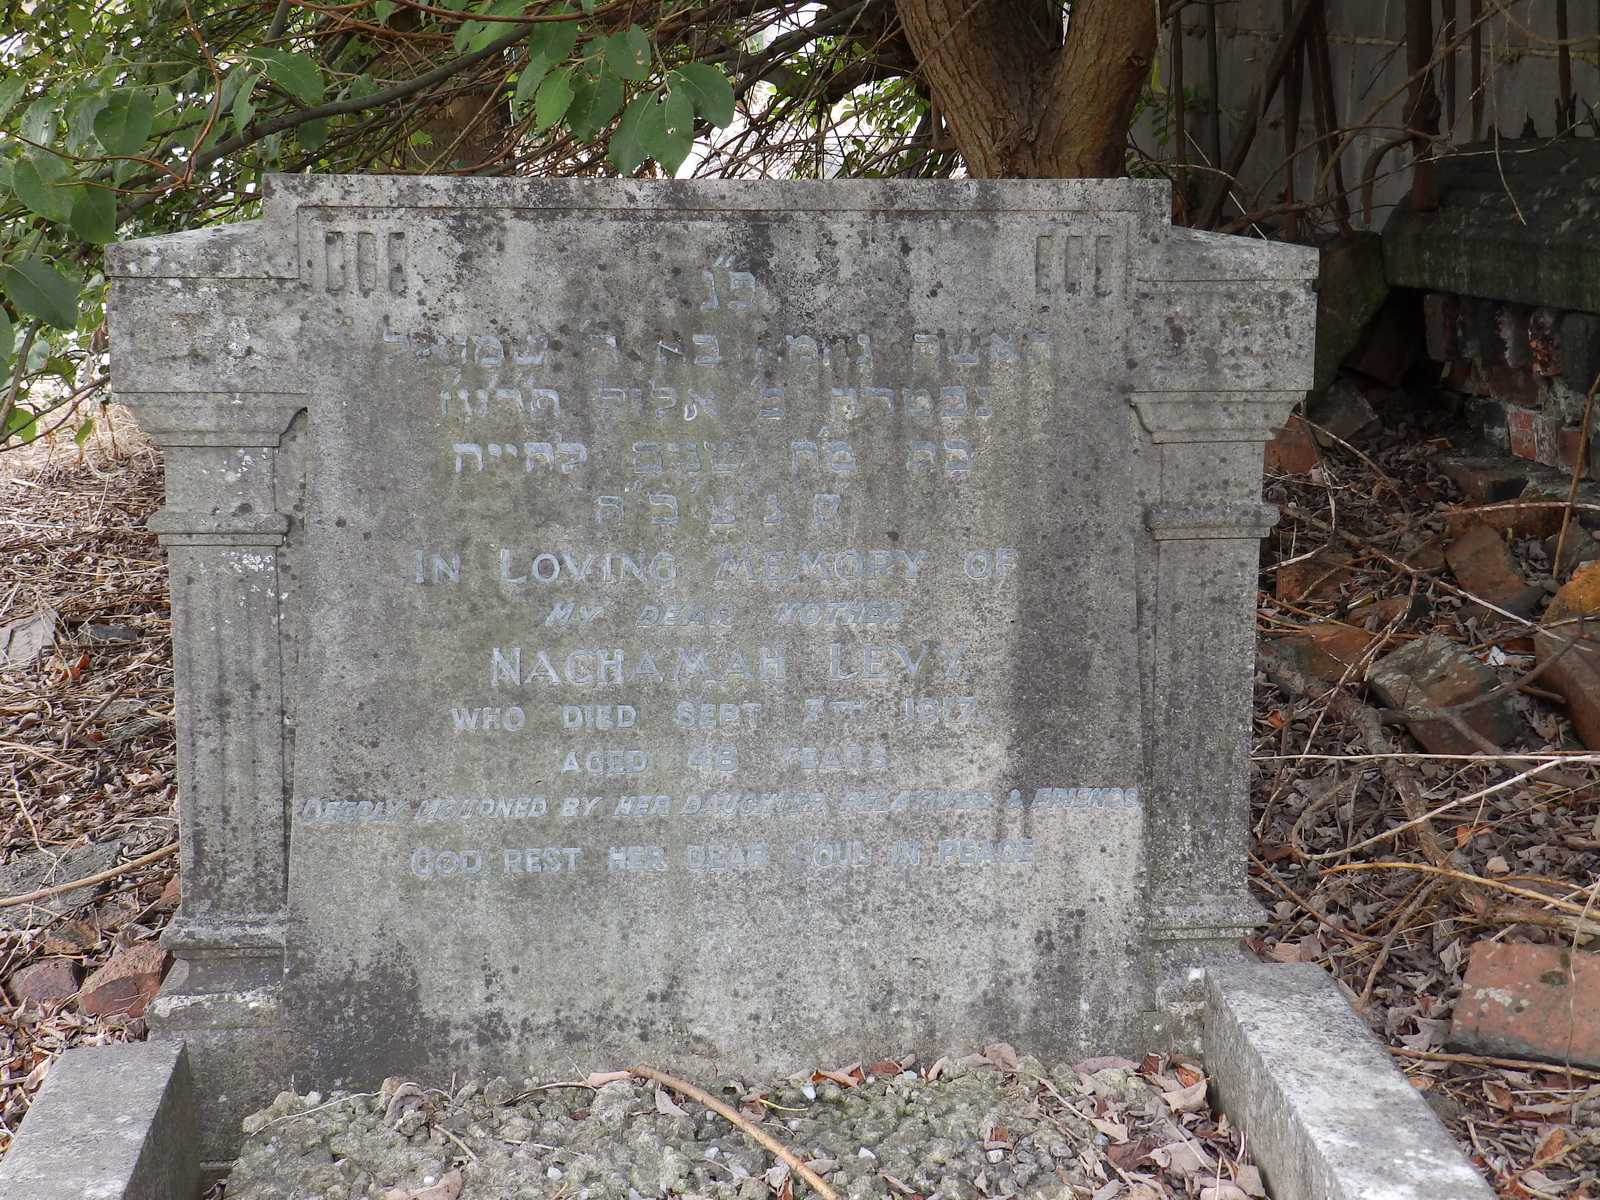 פ"נ
האשה נחמה בת ר' שמואל
נפטרה כ' אלול תרע"ז
בת מ"ח שנים לחייה
ת' נ' צ' ב' ה'
IN LOVING MEMORY OF
MY DEAR MOTHER
NACHAMAH LEVY,
WHO DIED SEPT 7TH 1917.
AGED 48 YEARS.
DEEPLY MOURNED BY HER DAUGHTER, RELATIVES & FRIENDS
GOD REST HER DEAR SOUL IN PEACE